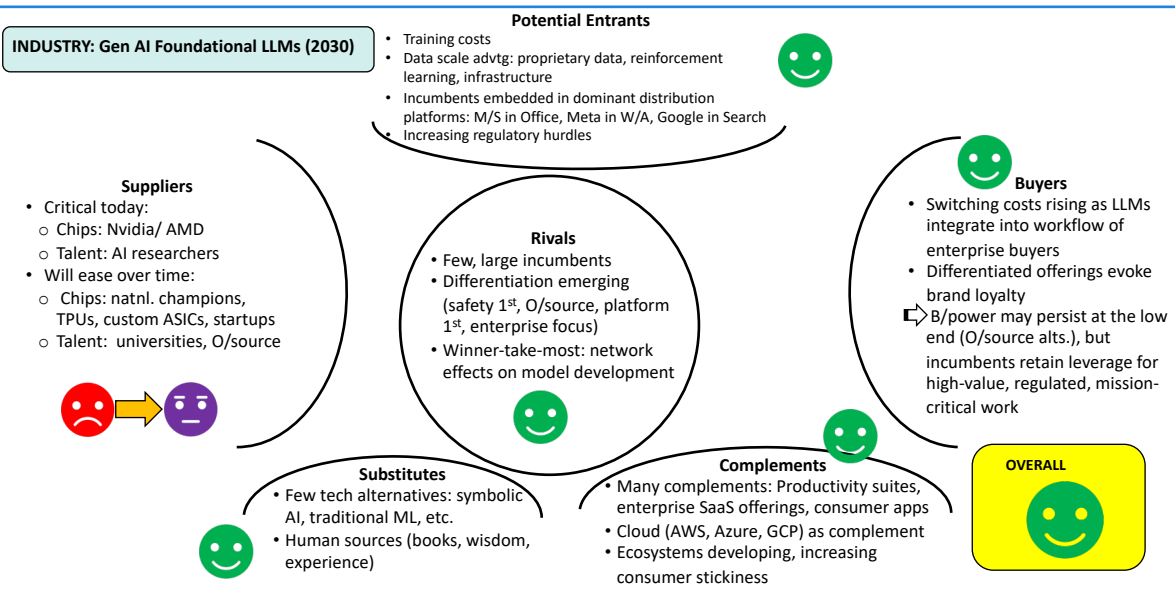 Potential Entrants
INDUSTRY: Gen AI Foundational LLMs (2030)
• Training costs
• Data scale advtg: proprietary data, reinforcement
learning, infrastructure
• Incumbents embedded in dominant distribution
platforms: M/S in Office, Meta in W/A, Google in Search
• Increasing regulatory hurdles
Suppliers
• Critical today:
o Chips: Nvidia/ AMD
o Talent: AI researchers
• Will ease over time:
o Chips: natnl. champions,
TPUs, custom ASICs, startups
o Talent: universities, O/source
Rivals
• Few, large incumbents
• Differentiation emerging
(safety 1st, O/source, platform
1st, enterprise focus)
• Winner-take-most: network
effects on model development
Buyers
• Switching costs rising as LLMs
integrate into workflow of
enterprise buyers
• Differentiated offerings evoke
brand loyalty
B/power may persist at the low
end (O/source alts.), but
incumbents retain leverage for
high-value, regulated, mission-
critical work
Substitutes
• Few tech alternatives: symbolic
AI, traditional ML, etc.
• Human sources (books, wisdom,
experience)
Complements
• Many complements: Productivity suites,
enterprise SaaS offerings, consumer apps
• Cloud (AWS, Azure, GCP) as complement
• Ecosystems developing, increasing
consumer stickiness
OVERALL